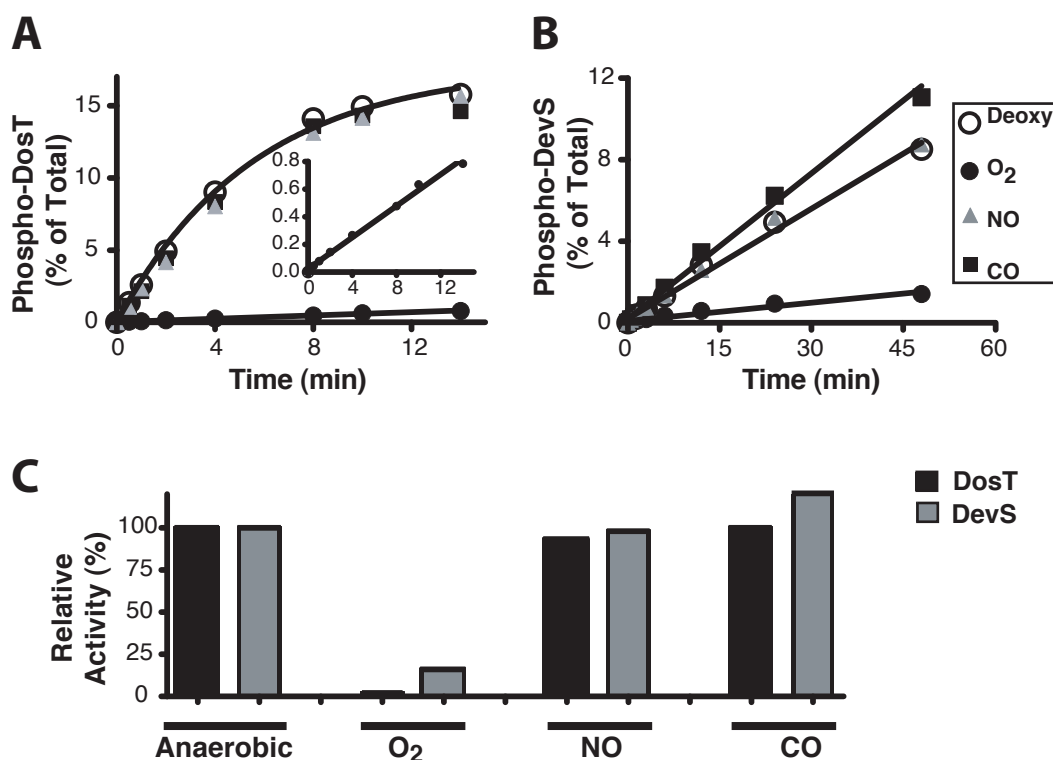 A
Phospho-DosT
(% of Total)
15
10
5
0
0 4 8 12
Time (min)
0.8
0.6
0.4
0.2
0.0
0 4 8 12
B
Phospho-DevS
(% of Total)
12
8
4
0
0 15 30 45 60
Time (min)
Deoxy
O2
NO
CO
C
Relative
Activity (%)
100
75
50
25
0
Anaerobic O2 NO CO
DosT
DevS